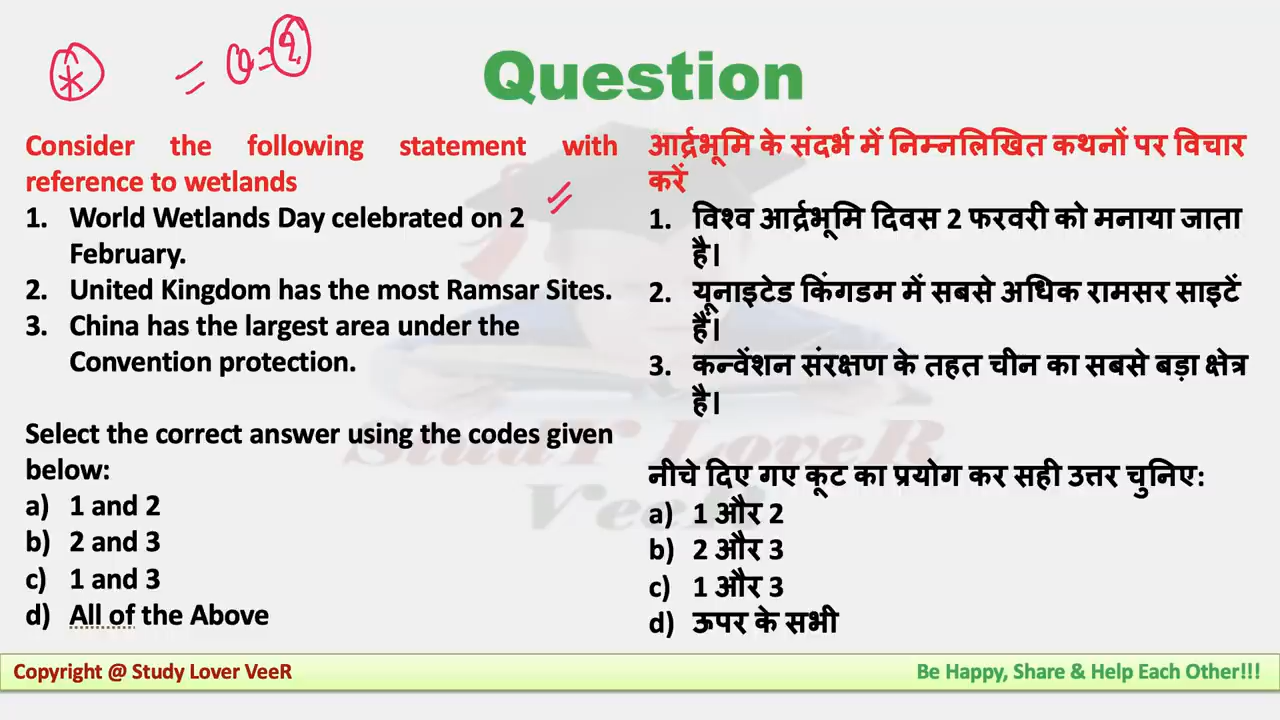 Question
Consider the following statement with
reference to wetlands
1. World Wetlands Day celebrated on 2
February.
2. United Kingdom has the most Ramsar Sites.
3. China has the largest area under the
Convention protection.
Select the correct answer using the codes given
below:
a) 1 and 2
b) 2 and 3
c) 1 and 3
d) All of the Above
आर्द्रभूमि के संदर्भ में निम्नलिखित कथनों पर विचार
करें
1. विश्व आर्द्रभूमि दिवस 2 फरवरी को मनाया जाता
है।
2. यूनाइटेड किंगडम में सबसे अधिक रामसर साइटें
हैं।
3. कन्वेंशन संरक्षण के तहत चीन का सबसे बड़ा क्षेत्र
है।
नीचे दिए गए कूट का प्रयोग कर सही उत्तर चुनिए:
a) 1 और 2
b) 2 और 3
c) 1 और 3
d) ऊपर के सभी
StudY LoveR
VeeR
Copyright @ Study Lover VeeR
Be Happy, Share & Help Each Other!!!